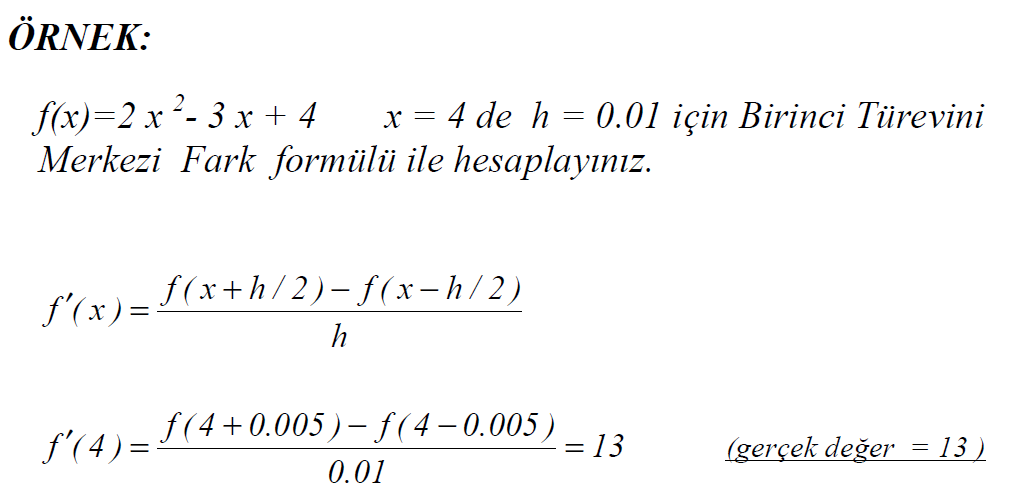 ÖRNEK:
f(x)=2 x ²- 3 x + 4 x = 4 de h = 0.01 için Birinci Türevini
Merkezi Fark formülü ile hesaplayınız.
f′( x ) = f ( x + h / 2 ) − f ( x − h / 2 ) / h
f′( 4 ) = f ( 4 + 0.005 ) − f ( 4 − 0.005 ) / 0.01 = 13 (gerçek değer = 13 )